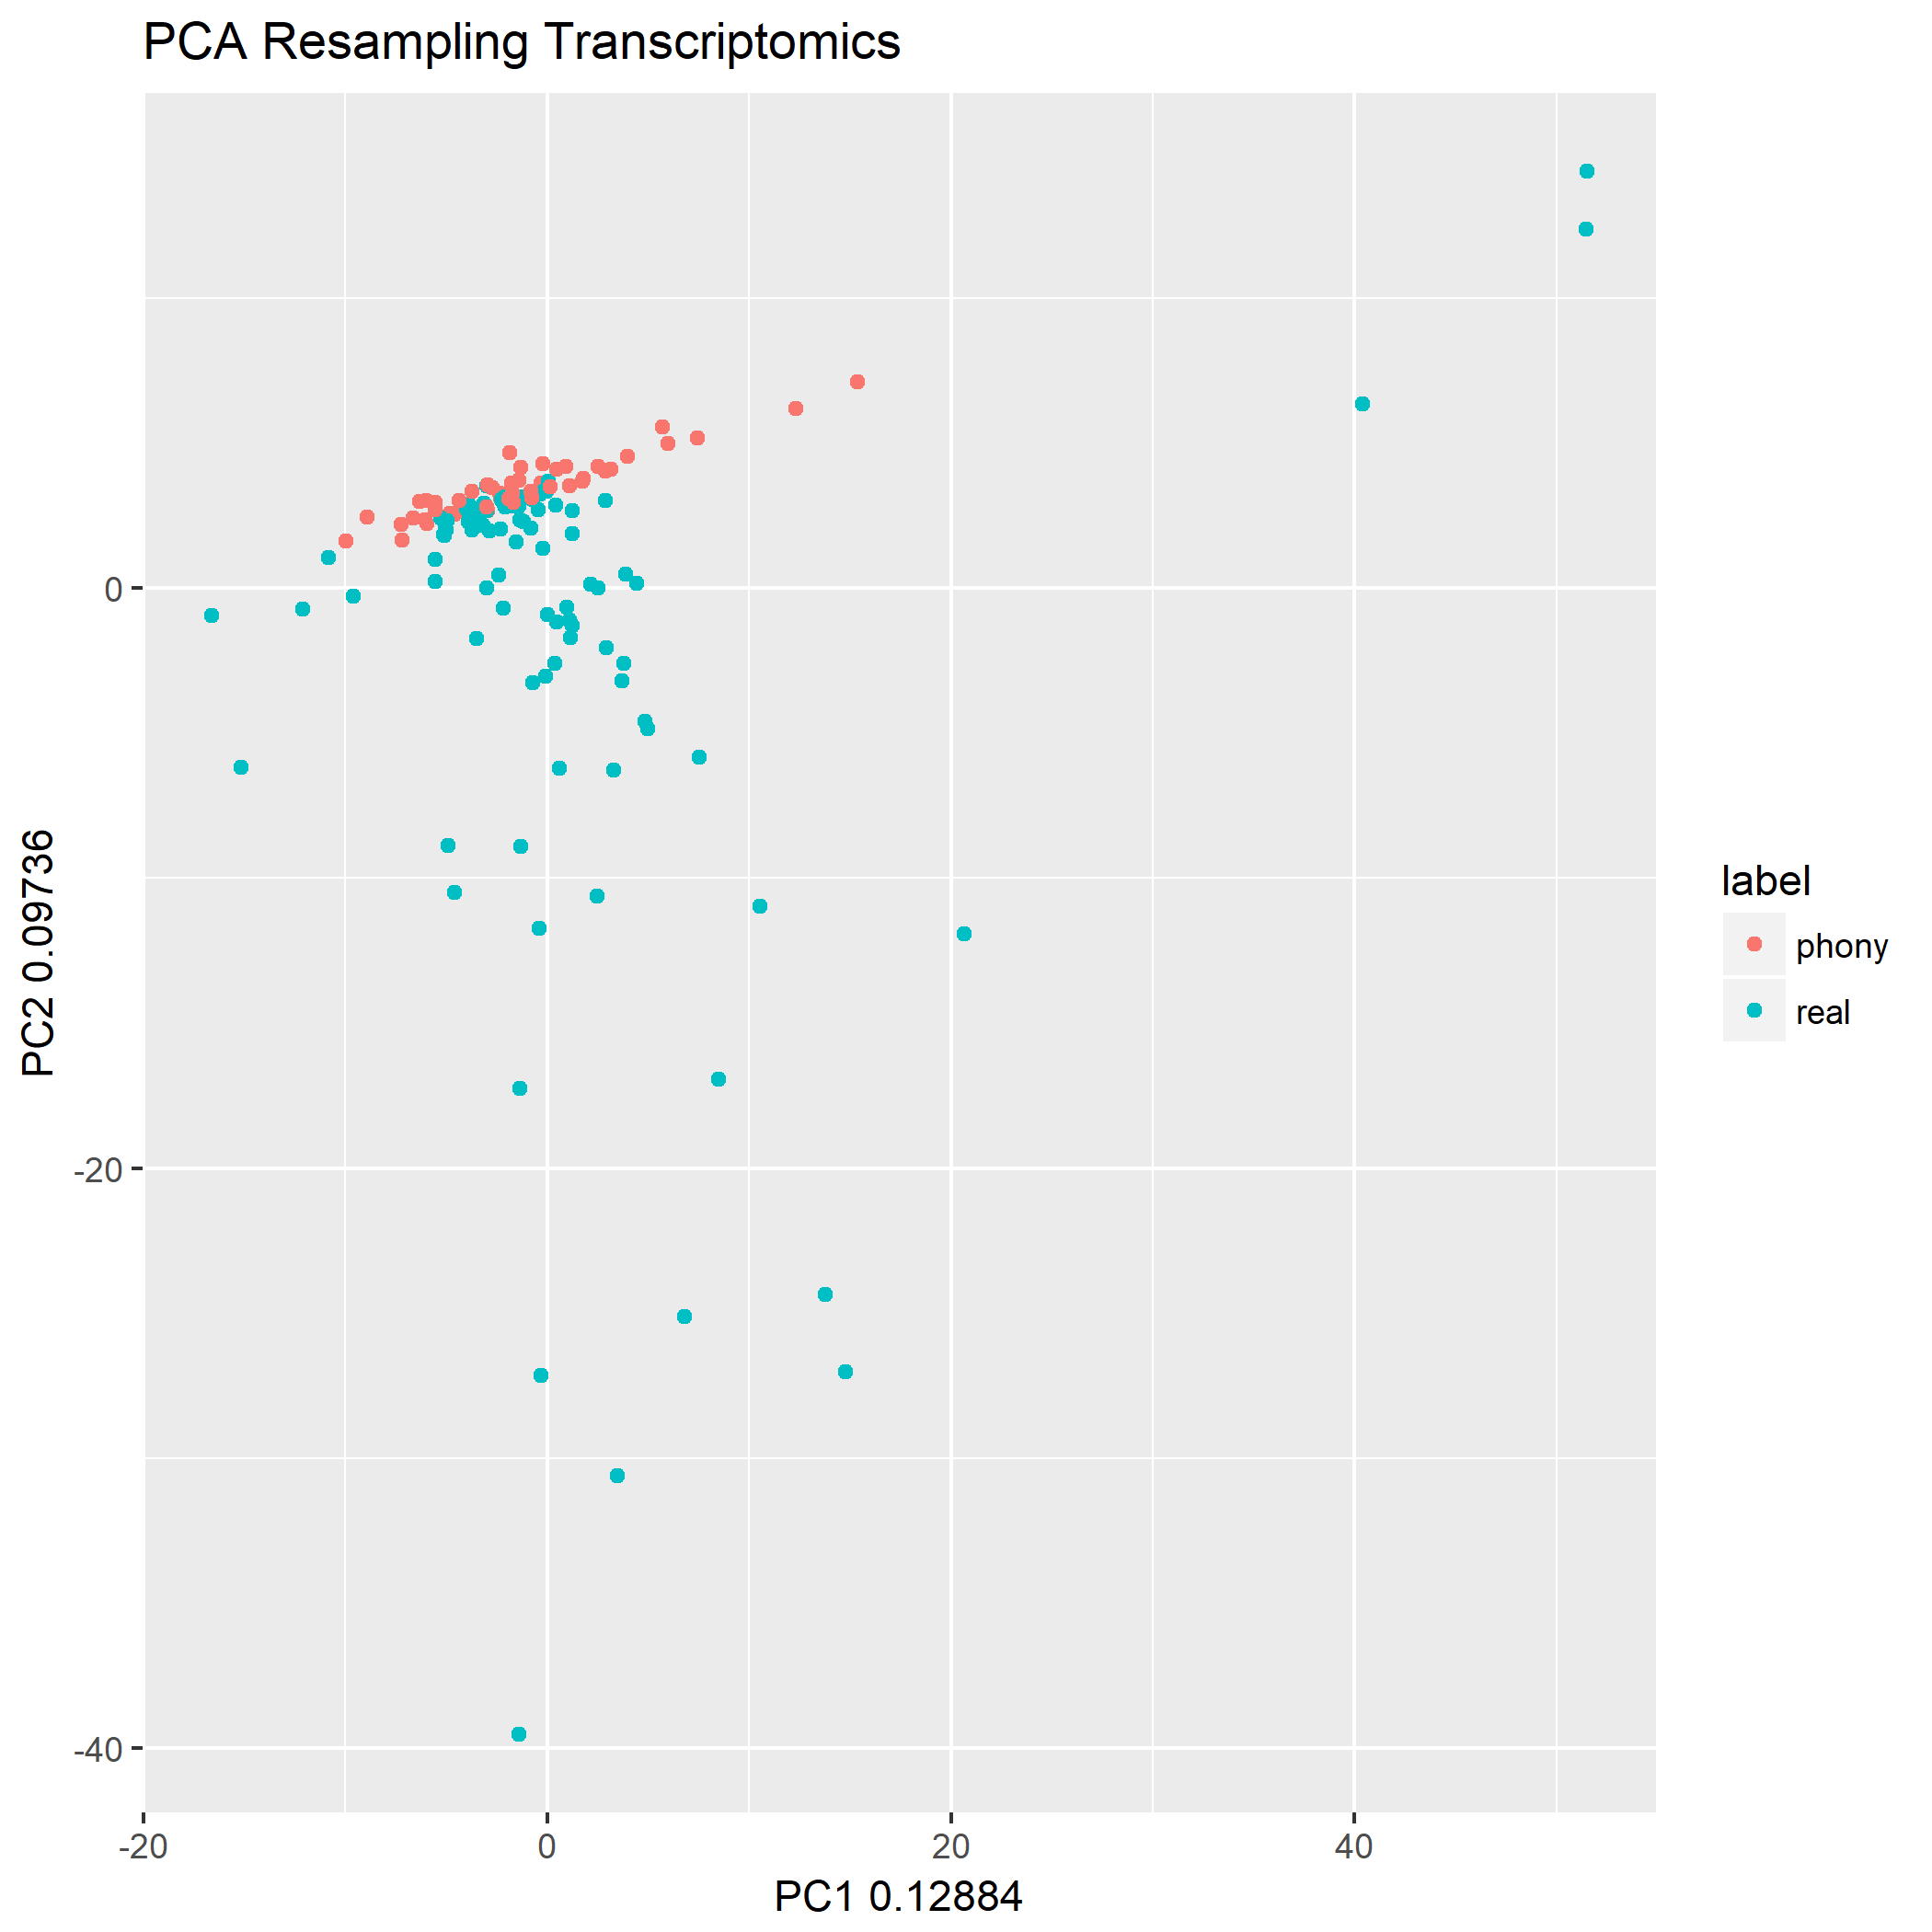 PCA Resampling Transcriptomics
PC2 0.09736
0
-20
-40
-20 0 20 40
PC1 0.12884
label
phony
real